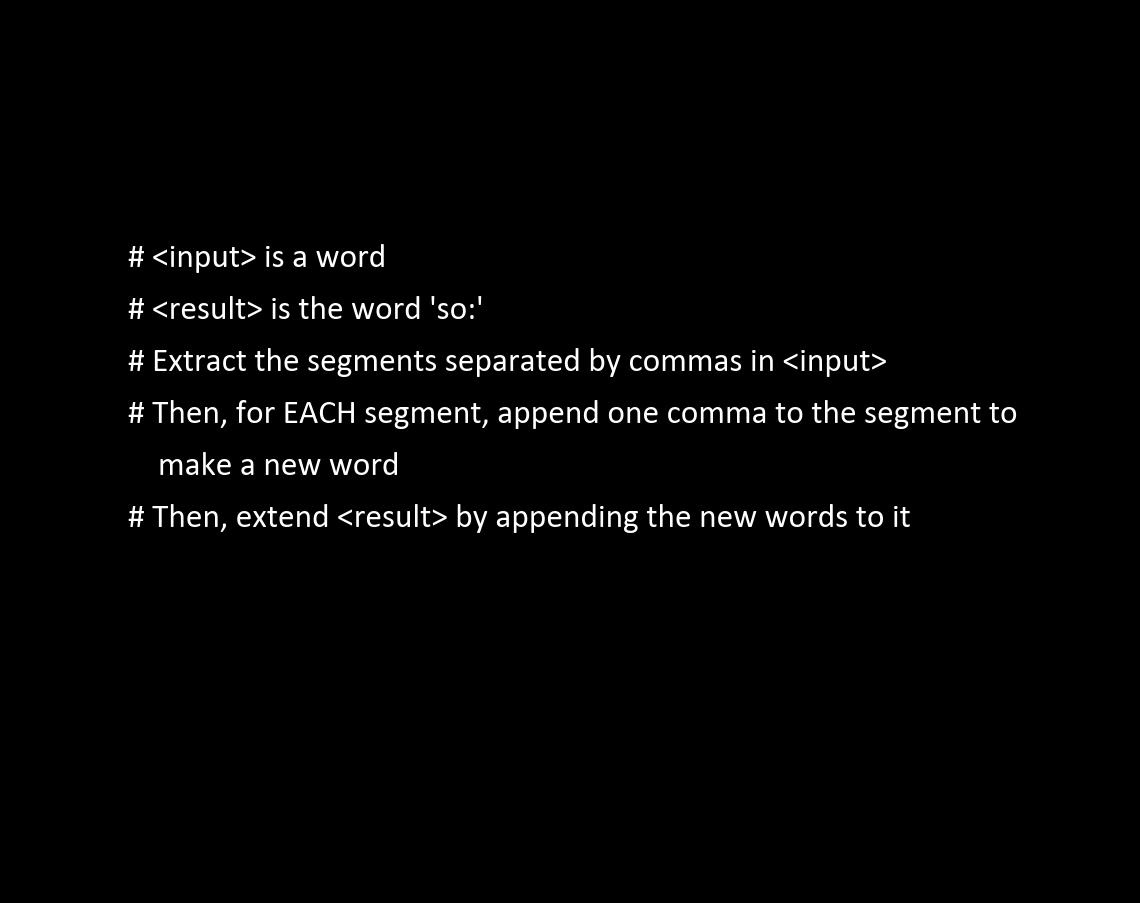 # <input> is a word
# <result> is the word 'so:'
# Extract the segments separated by commas in <input>
# Then, for EACH segment, append one comma to the segment to
make a new word
# Then, extend <result> by appending the new words to it